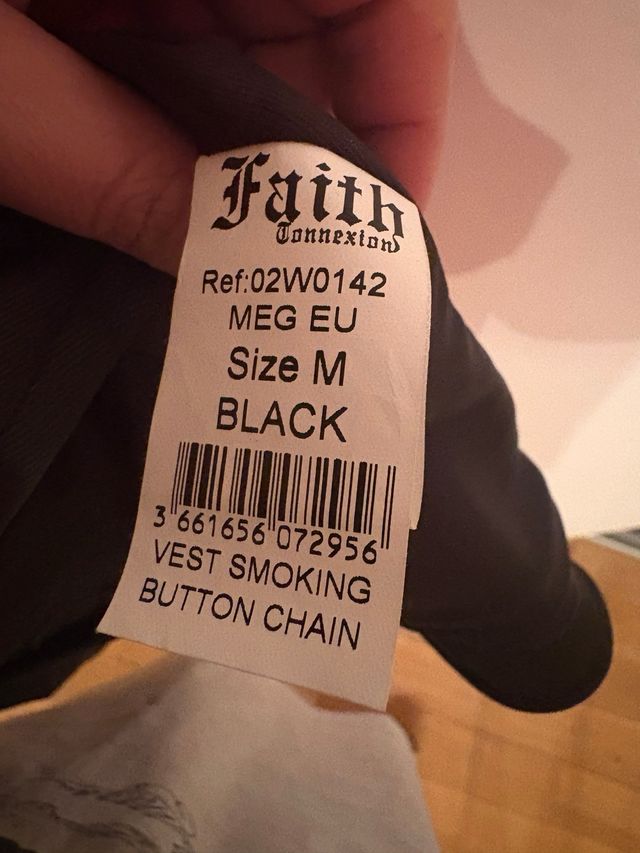 Faith
Connexion
Ref:02W0142
MEG EU
Size M
BLACK
3 661656 072956
VEST SMOKING
BUTTON CHAIN